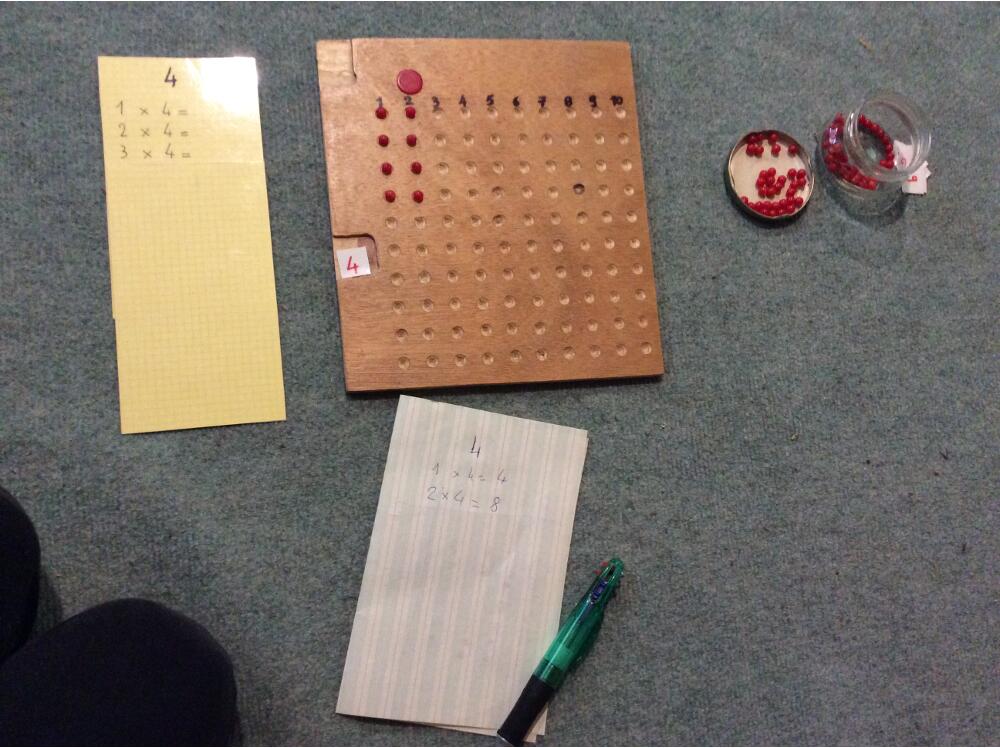 4
1 × 4 =
2 × 4 =
3 × 4 =
1 2 3 4 5 6 7 8 9 10
4
4
1 × 4 = 4
2 × 4 = 8